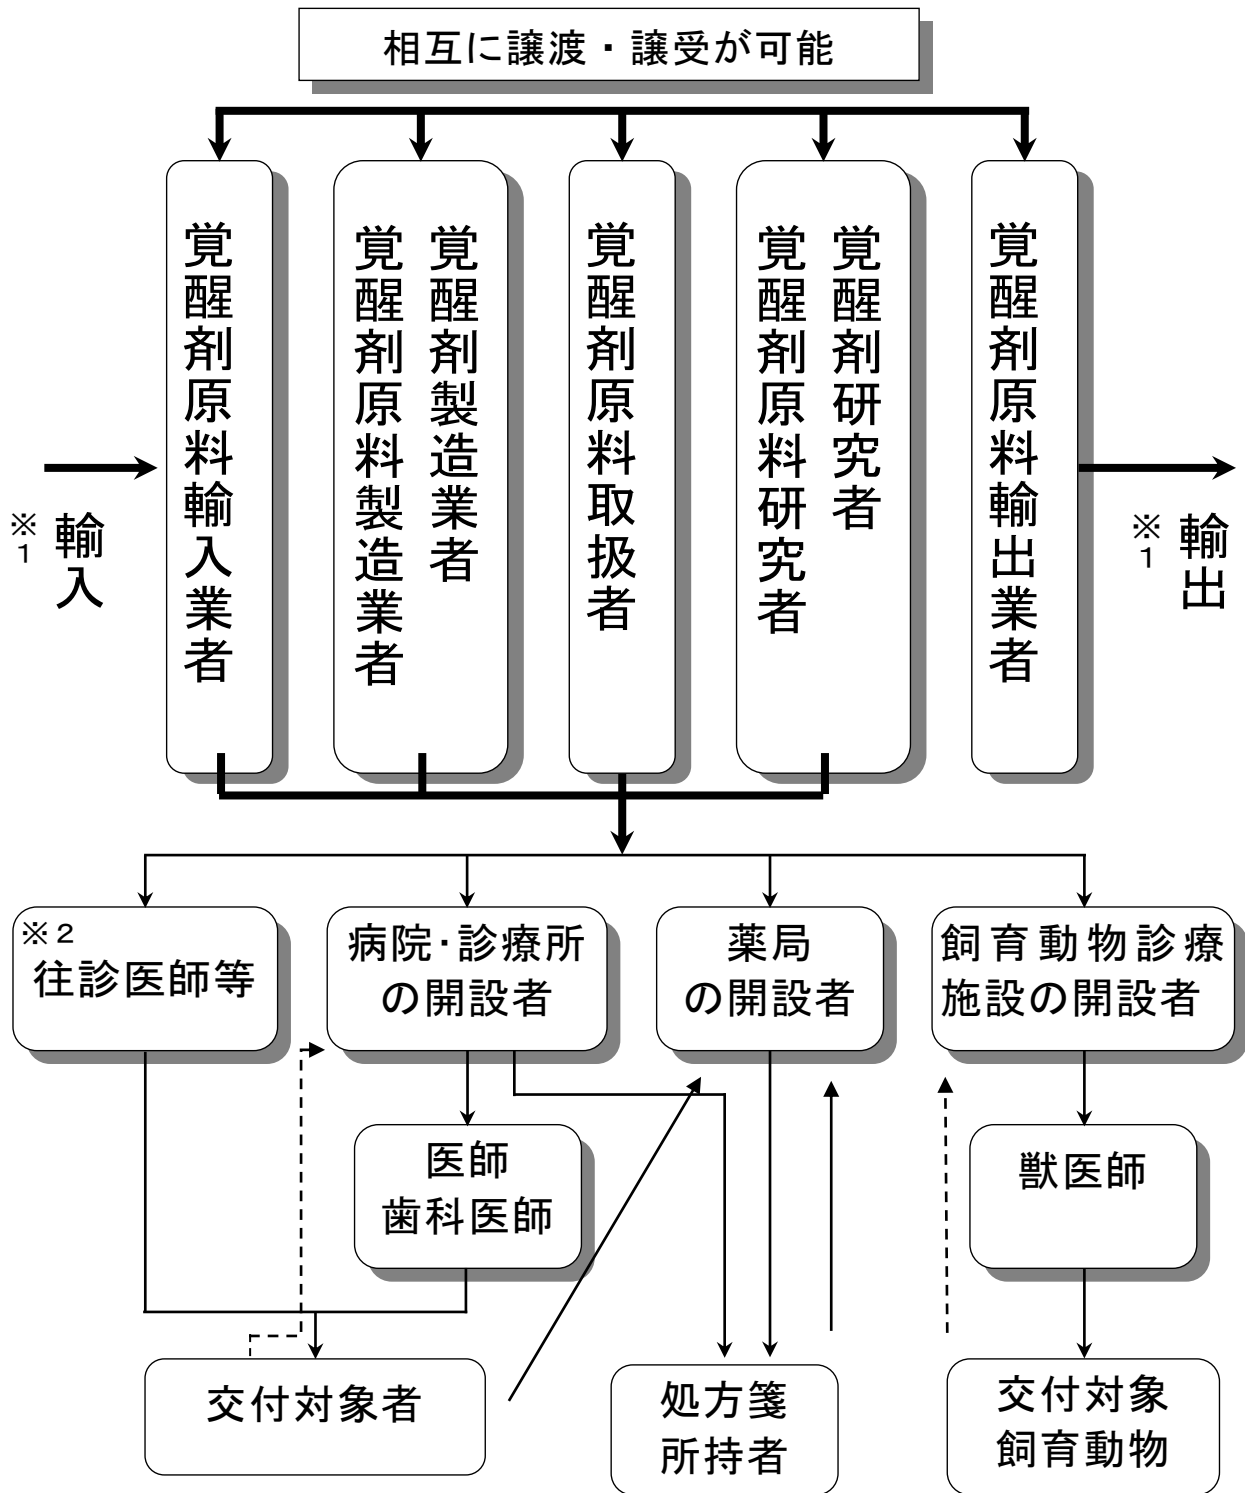 相互に譲渡・譲受が可能
覚醒剤原料輸入業者
覚醒剤製造業者
覚醒剤原料製造業者
覚醒剤原料取扱者
覚醒剤研究者
覚醒剤原料研究者
覚醒剤原料輸出業者
※1
輸入
※1
輸出
※2
往診医師等
病院・診療所
の開設者
薬局
の開設者
飼育動物診療
施設の開設者
医師
歯科医師
獣医師
交付対象者
処方箋
所持者
交付対象
飼育動物